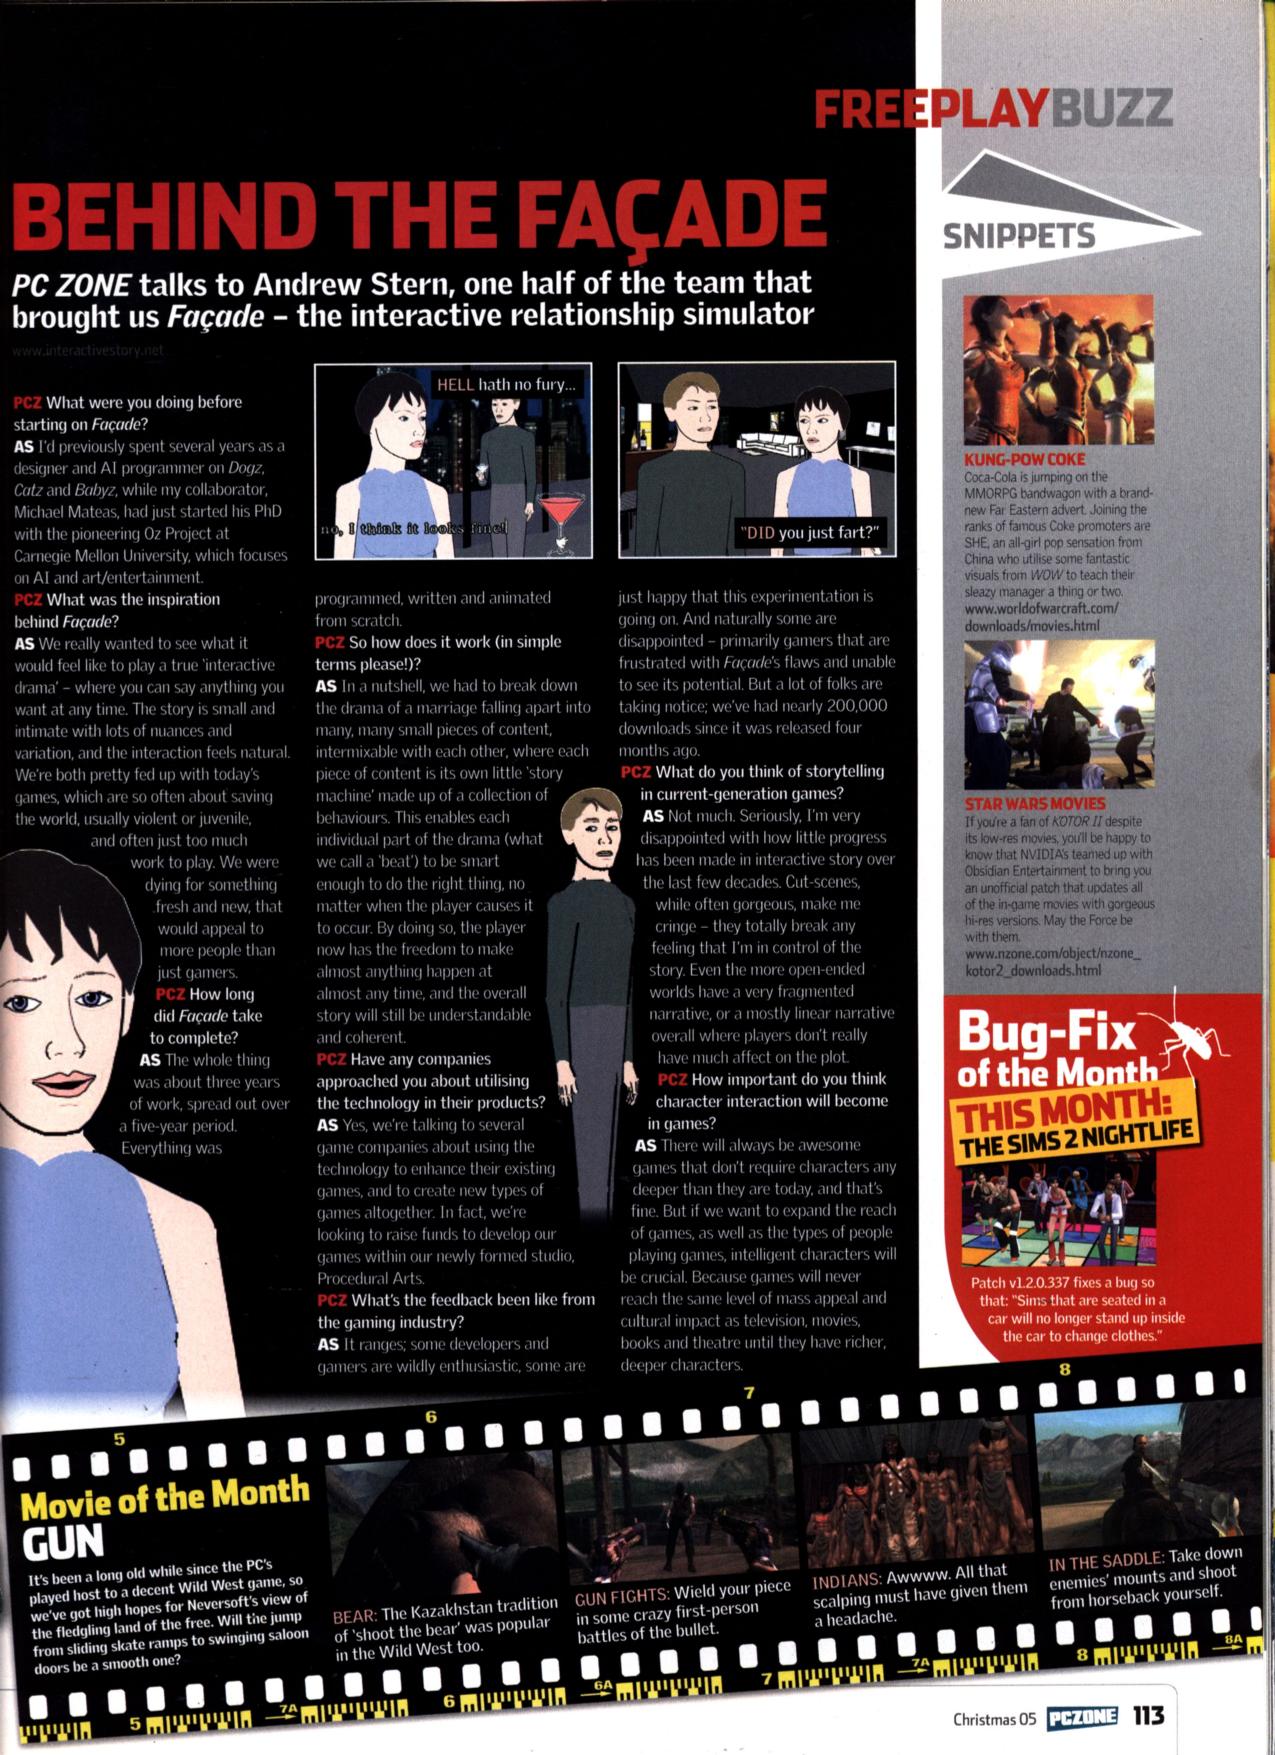 FREEPLAYBUZZ
BEHIND THE FAÇADE
PC ZONE talks to Andrew Stern, one half of the team that
brought us Façade – the interactive relationship simulator
www.interactivestory.net
PCZ What were you doing before
starting on Façade?
AS I'd previously spent several years as a
designer and AI programmer on Dogz,
Catz and Babyz, while my collaborator,
Michael Mateas, had just started his PhD
with the pioneering Oz Project at
Carnegie Mellon University, which focuses
on AI and art/entertainment.
PCZ What was the inspiration
behind Façade?
AS We really wanted to see what it
would feel like to play a true 'interactive
drama' – where you can say anything you
want at any time. The story is small and
intimate with lots of nuances and
variation, and the interaction feels natural.
We're both pretty fed up with today's
games, which are so often about saving
the world, usually violent or juvenile,
and often just too much
work to play. We were
dying for something
fresh and new, that
would appeal to
more people than
just gamers.
PCZ How long
did Façade take
to complete?
AS The whole thing
was about three years
of work, spread out over
a five-year period.
Everything was
HELL hath no fury...
no, I think it looks fine!
programmed, written and animated
from scratch.
PCZ So how does it work (in simple
terms please!)?
AS In a nutshell, we had to break down
the drama of a marriage falling apart into
many, many small pieces of content,
intermixable with each other, where each
piece of content is its own little 'story
machine' made up of a collection of
behaviours. This enables each
individual part of the drama (what
we call a 'beat') to be smart
enough to do the right thing, no
matter when the player causes it
to occur. By doing so, the player
now has the freedom to make
almost anything happen at
almost any time, and the overall
story will still be understandable
and coherent.
PCZ Have any companies
approached you about utilising
the technology in their products?
AS Yes, we're talking to several
game companies about using the
technology to enhance their existing
games, and to create new types of
games altogether. In fact, we're
looking to raise funds to develop our
games within our newly formed studio,
Procedural Arts.
PCZ What's the feedback been like from
the gaming industry?
AS It ranges; some developers and
gamers are wildly enthusiastic, some are
"DID you just fart?"
just happy that this experimentation is
going on. And naturally some are
disappointed – primarily gamers that are
frustrated with Façade's flaws and unable
to see its potential. But a lot of folks are
taking notice; we've had nearly 200,000
downloads since it was released four
months ago.
PCZ What do you think of storytelling
in current-generation games?
AS Not much. Seriously, I'm very
disappointed with how little progress
has been made in interactive story over
the last few decades. Cut-scenes,
while often gorgeous, make me
cringe – they totally break any
feeling that I'm in control of the
story. Even the more open-ended
worlds have a very fragmented
narrative, or a mostly linear narrative
overall where players don't really
have much affect on the plot.
PCZ How important do you think
character interaction will become
in games?
AS There will always be awesome
games that don't require characters any
deeper than they are today, and that's
fine. But if we want to expand the reach
of games, as well as the types of people
playing games, intelligent characters will
be crucial. Because games will never
reach the same level of mass appeal and
cultural impact as television, movies,
books and theatre until they have richer,
deeper characters.
SNIPPETS
KUNG-POW COKE
Coca-Cola is jumping on the
MMORPG bandwagon with a brand-
new Far Eastern advert. Joining the
ranks of famous Coke promoters are
SHE, an all-girl pop sensation from
China who utilise some fantastic
visuals from WOW to teach their
sleazy manager a thing or two.
www.worldofwarcraft.com/
downloads/movies.html
STAR WARS MOVIES
If you're a fan of KOTOR II despite
its low-res movies, you'll be happy to
know that NVIDIA's teamed up with
Obsidian Entertainment to bring you
an unofficial patch that updates all
of the in-game movies with gorgeous
hi-res versions. May the Force be
with them.
www.nzone.com/object/nzone_
kotor2_downloads.html
Bug-Fix
of the Month
THIS MONTH:
THE SIMS 2 NIGHTLIFE
Patch v1.2.0.337 fixes a bug so
that: "Sims that are seated in a
car will no longer stand up inside
the car to change clothes."
5
6
7
8
Movie of the Month
GUN
It's been a long old while since the PC's
played host to a decent Wild West game, so
we've got high hopes for Neversoft's view of
the fledgling land of the free. Will the jump
from sliding skate ramps to swinging saloon
doors be a smooth one?
BEAR: The Kazakhstan tradition
of 'shoot the bear' was popular
in the Wild West too.
GUN FIGHTS: Wield your piece
in some crazy first-person
battles of the bullet.
INDIANS: Awwww. All that
scalping must have given them
a headache.
IN THE SADDLE: Take down
enemies' mounts and shoot
from horseback yourself.
5
7A
6
6A
7
7A
8
8A
Christmas 05 PCZONE 113